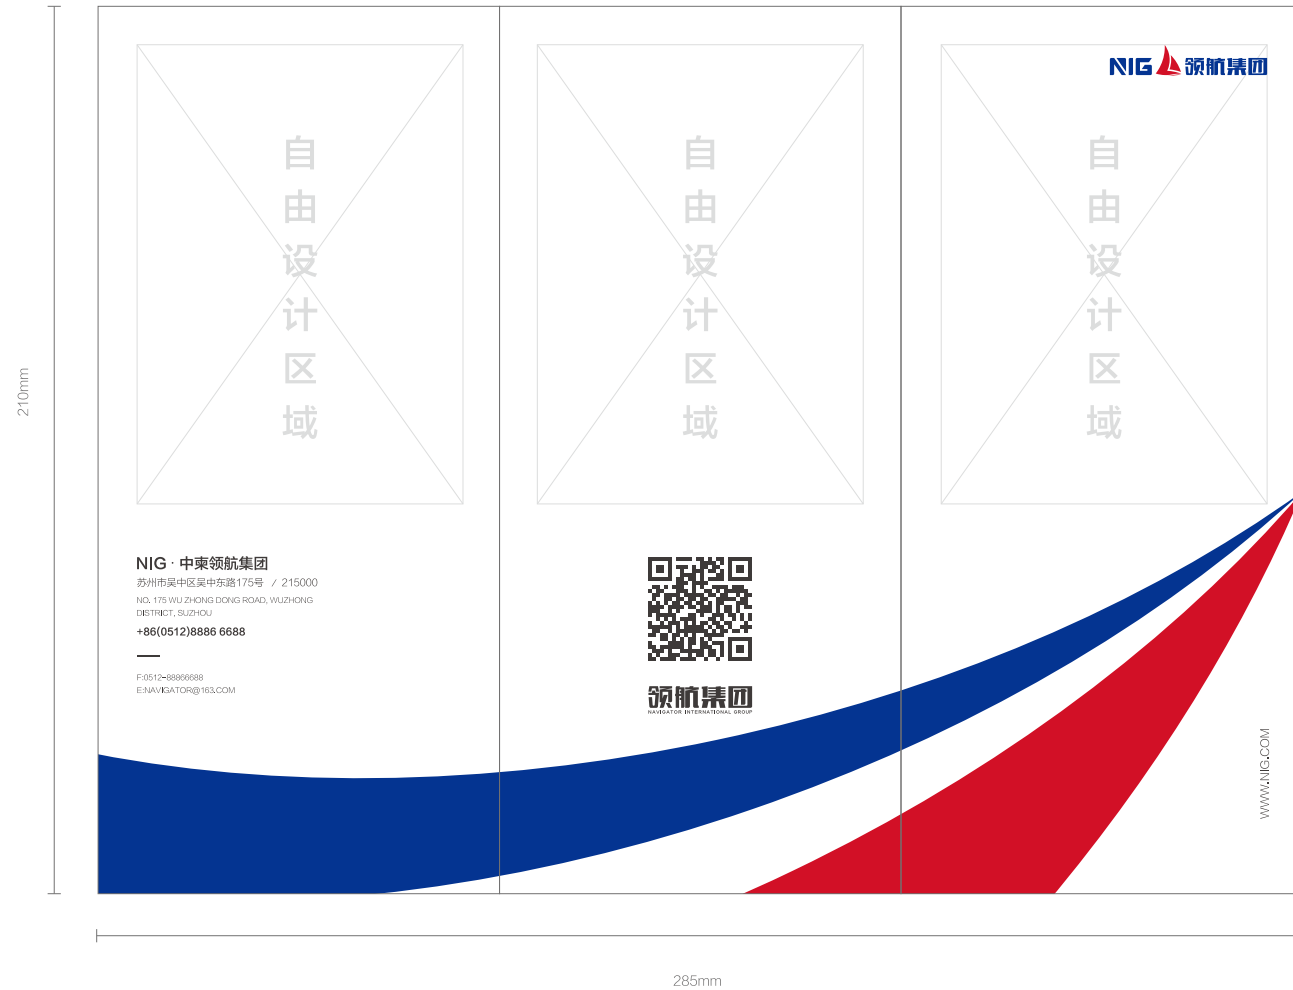 NIG 领航集团
自由设计区域
自由设计区域
自由设计区域
NIG · 中柬领航集团
苏州市吴中区吴中东路175号 / 215000
NO. 175 WU ZHONG DONG ROAD, WUZHONG
DISTRICT, SUZHOU
+86(0512)8886 6688
F:0512-88866688
E:NAVIGATOR@163.COM
领航集团
NAVIGATOR INTERNATIONAL GROUP
WWW.NIG.COM
210mm
285mm